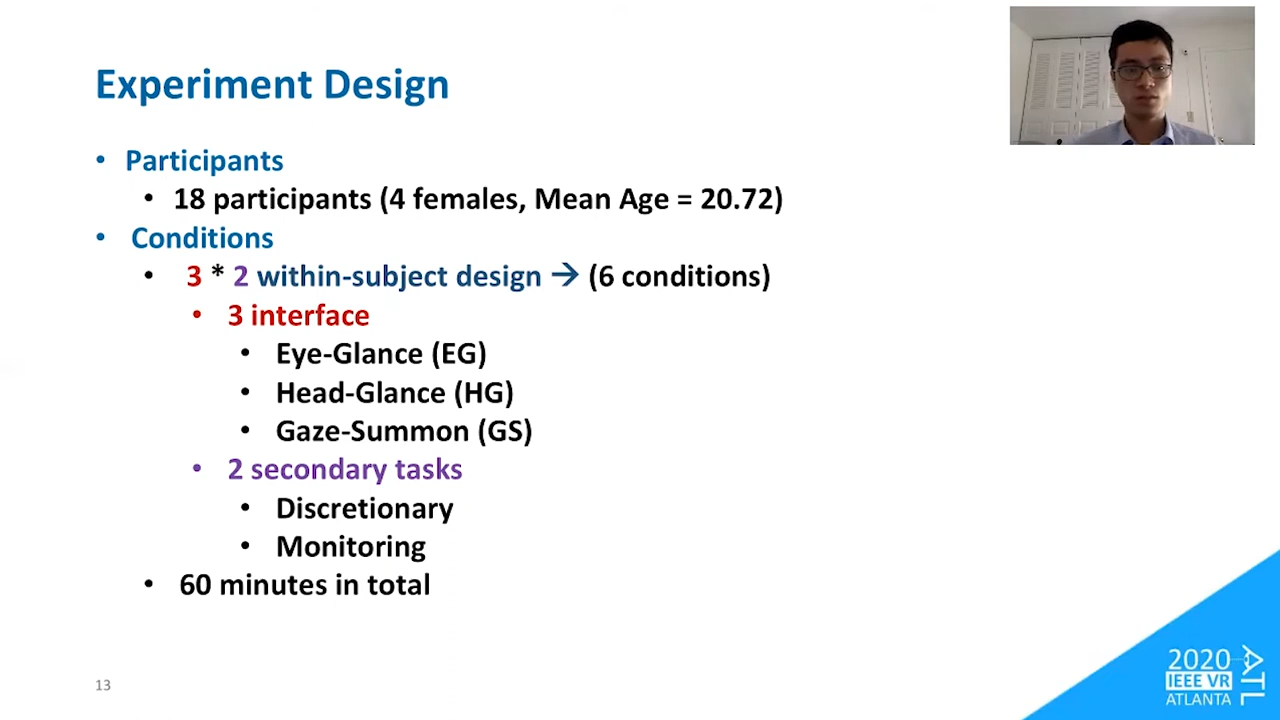 Experiment Design
• Participants
• 18 participants (4 females, Mean Age = 20.72)
• Conditions
• 3 * 2 within-subject design → (6 conditions)
• 3 interface
• Eye-Glance (EG)
• Head-Glance (HG)
• Gaze-Summon (GS)
• 2 secondary tasks
• Discretionary
• Monitoring
• 60 minutes in total
13
2020
IEEE VR
ATLANTA
ATL